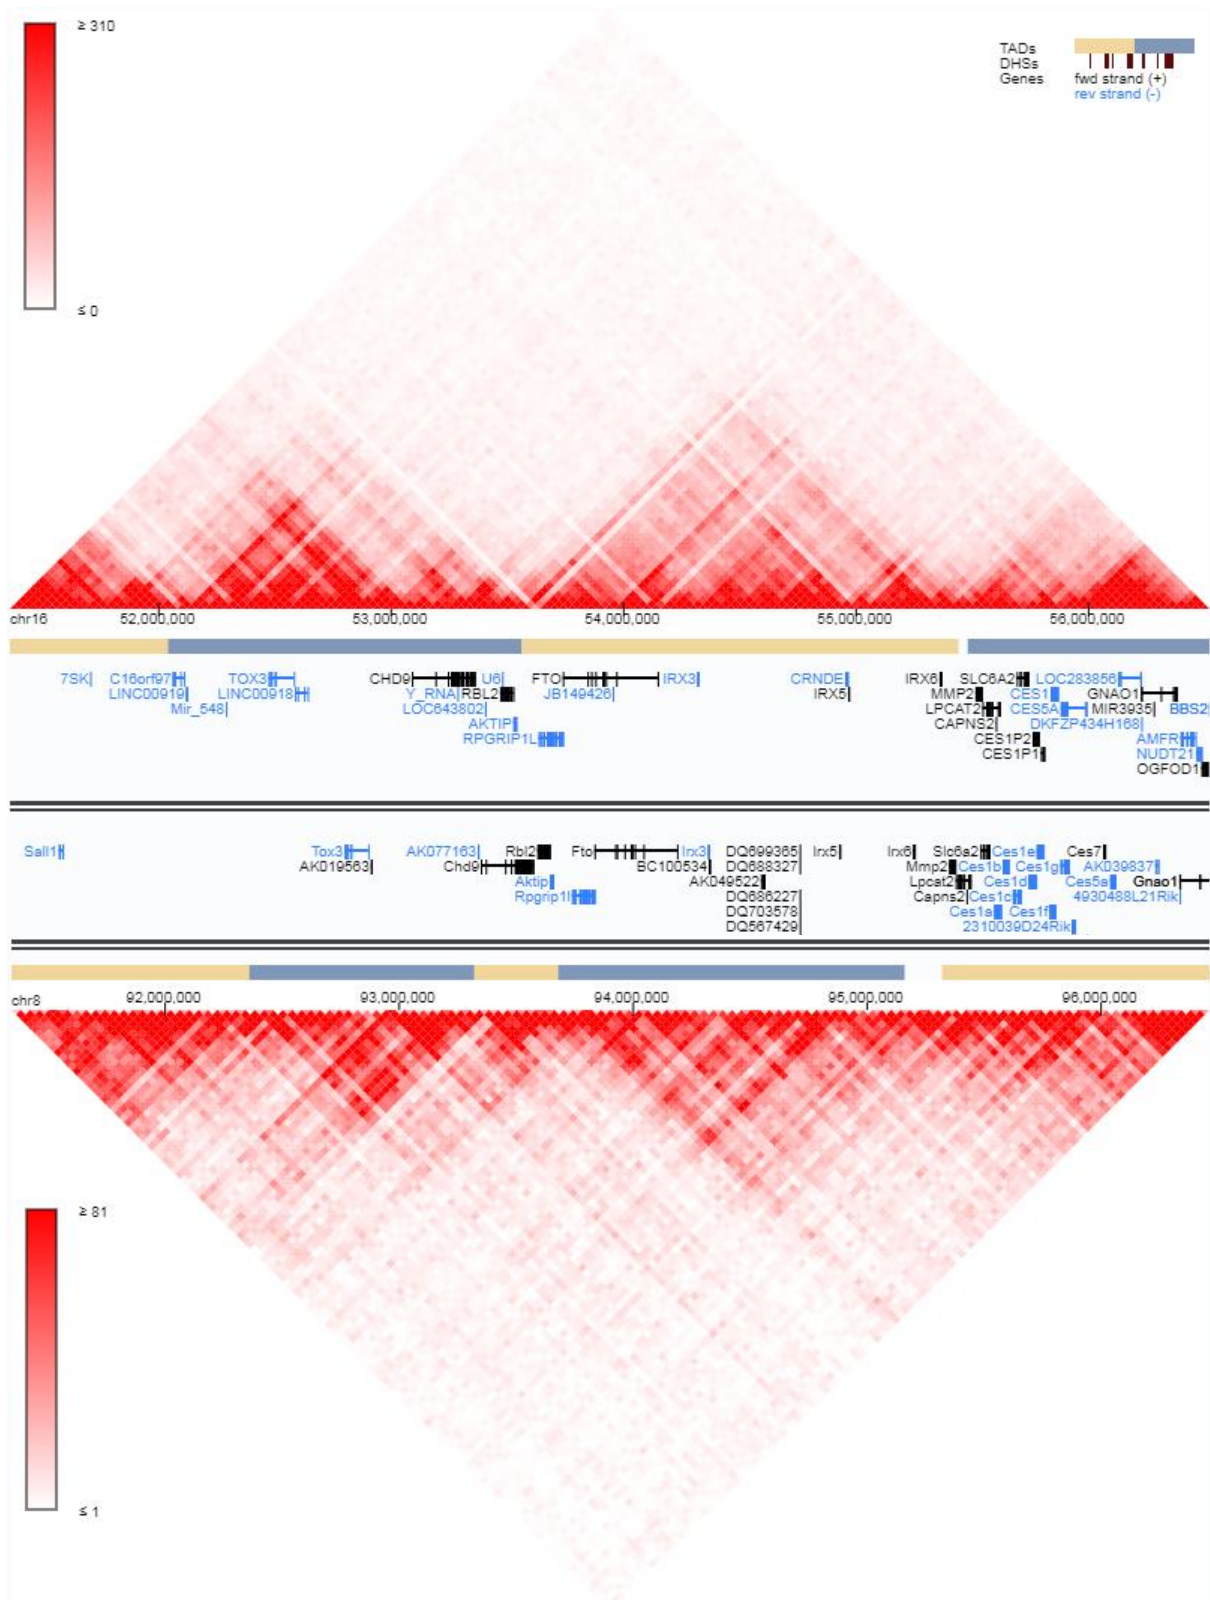 ≥ 310
TADs
DHSs
Genes fwd strand (+)
rev strand (-)
≤ 0
chr16 52,000,000 53,000,000 54,000,000 55,000,000 56,000,000
7SK C16orf97 TOX3 CHD9 U6 FTO IRX3 CRNDE IRX6 SLC6A2 LOC283856
LINC00919 LINC00918 Y_RNA RBL2 JB149426 IRX5 MMP2 CES1 GNAO1
Mir_548 LOC643802 LPCAT2 CES5A MIR3935 BBS2
AKTIP CAPNS2 DKFZP434H168
RPGRIP1L CES1P2 AMFR
CES1P1 NUDT21
OGFOD1
Sall1 Tox3 AK077163 Rbl2 Fto Irx3 DQ699365 Irx5 Irx6 Slc6a2 Ces1e Ces7
AK019563 Chd9 BC100534 DQ688327 Mmp2 Ces1b Ces1g AK039837
Aktip AK049522 Lpcat2 Ces1d Ces5a Gnao1
Rpgrip1l DQ686227 Capns2 Ces1c 4930488L21Rik
DQ703578 Ces1a Ces1f
DQ567429 2310039D24Rik
chr8 92,000,000 93,000,000 94,000,000 95,000,000 96,000,000
≥ 81
≤ 1